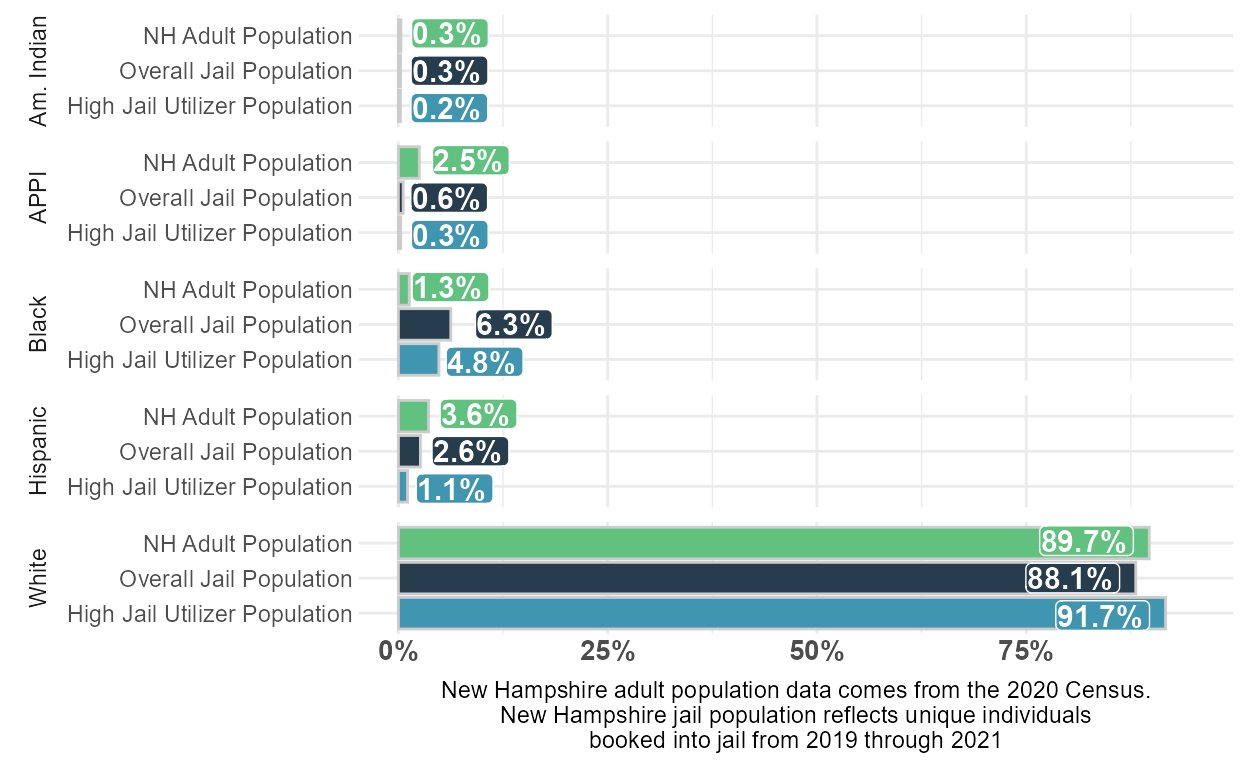 Am. Indian
NH Adult Population 0.3%
Overall Jail Population 0.3%
High Jail Utilizer Population 0.2%
APPI
NH Adult Population 2.5%
Overall Jail Population 0.6%
High Jail Utilizer Population 0.3%
Black
NH Adult Population 1.3%
Overall Jail Population 6.3%
High Jail Utilizer Population 4.8%
Hispanic
NH Adult Population 3.6%
Overall Jail Population 2.6%
High Jail Utilizer Population 1.1%
White
NH Adult Population 89.7%
Overall Jail Population 88.1%
High Jail Utilizer Population 91.7%
0% 25% 50% 75%
New Hampshire adult population data comes from the 2020 Census.
New Hampshire jail population reflects unique individuals
booked into jail from 2019 through 2021